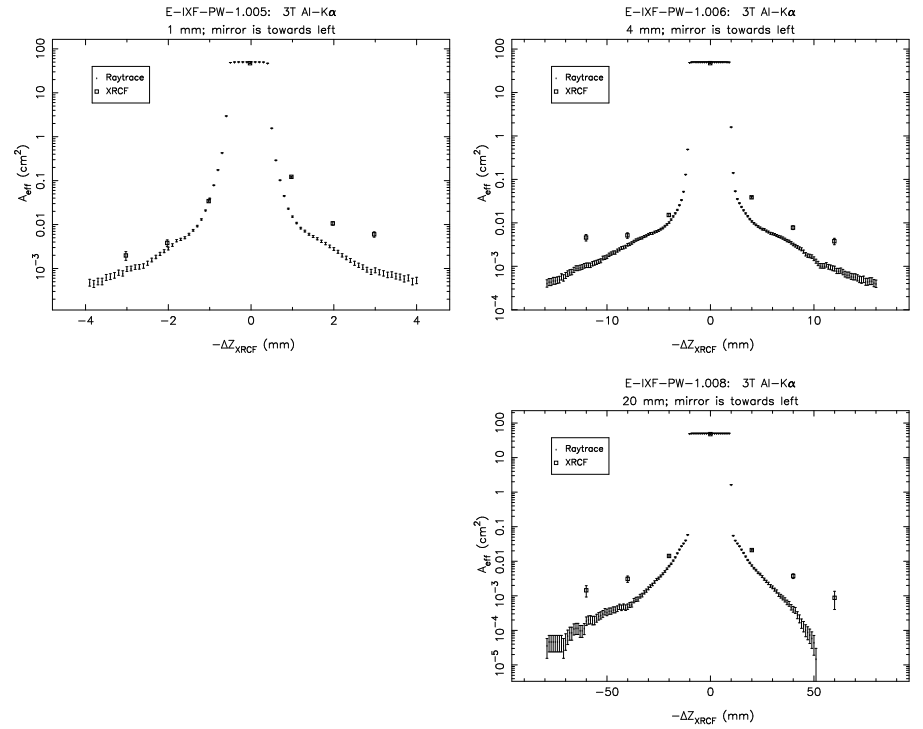 E-IXF-PW-1.005: 3T Al-Kα
1 mm; mirror is towards left
100
10
1
0.1
0.01
10⁻³
A_eff (cm²)
Raytrace
XRCF
−4
−2
0
2
4
−ΔZ_XRCF (mm)
E-IXF-PW-1.006: 3T Al-Kα
4 mm; mirror is towards left
100
10
1
0.1
0.01
10⁻³
10⁻⁴
A_eff (cm²)
Raytrace
XRCF
−10
0
10
−ΔZ_XRCF (mm)
E-IXF-PW-1.008: 3T Al-Kα
20 mm; mirror is towards left
100
10
1
0.1
0.01
10⁻³
10⁻⁴
10⁻⁵
A_eff (cm²)
Raytrace
XRCF
−50
0
50
−ΔZ_XRCF (mm)